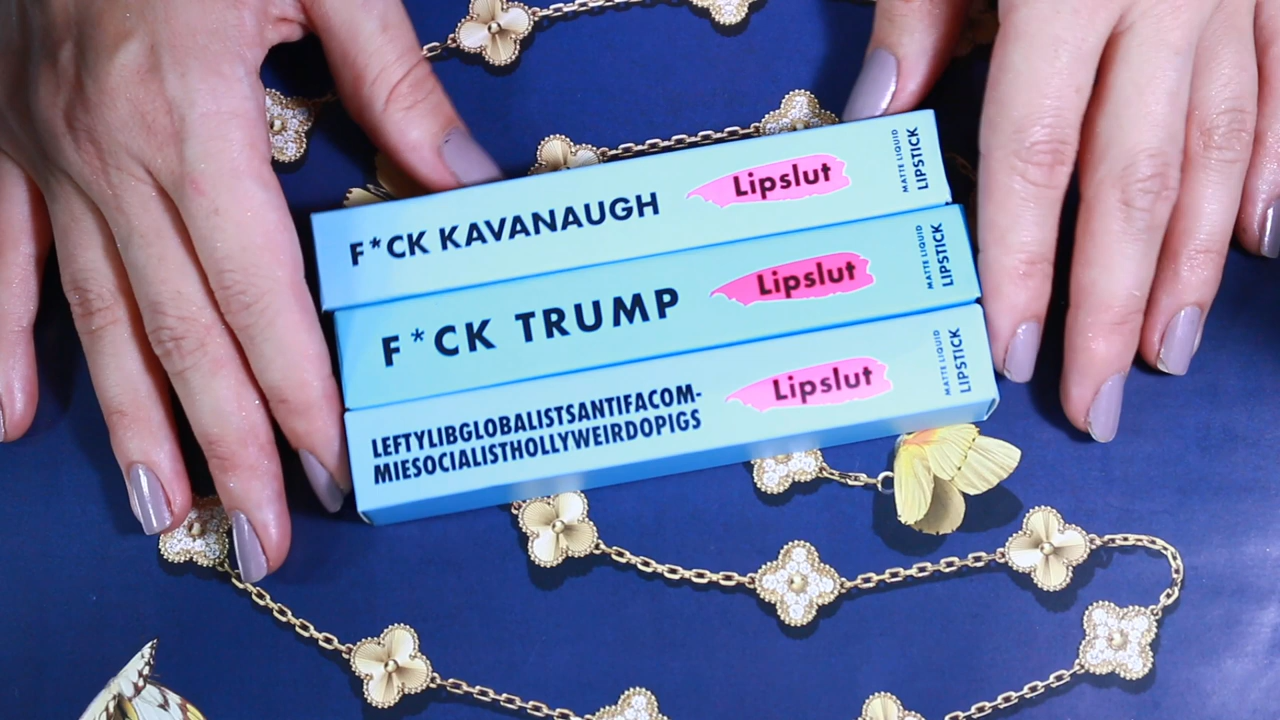 F*CK KAVANAUGH
Lipslut
MATTE LIQUID
LIPSTICK
F*CK TRUMP
Lipslut
MATTE LIQUID
LIPSTICK
LEFTYLIBGLOBALISTSANTIFACOM-
MIESOCIALISTHOLLYWEIRDOPIGS
Lipslut
MATTE LIQUID
LIPSTICK